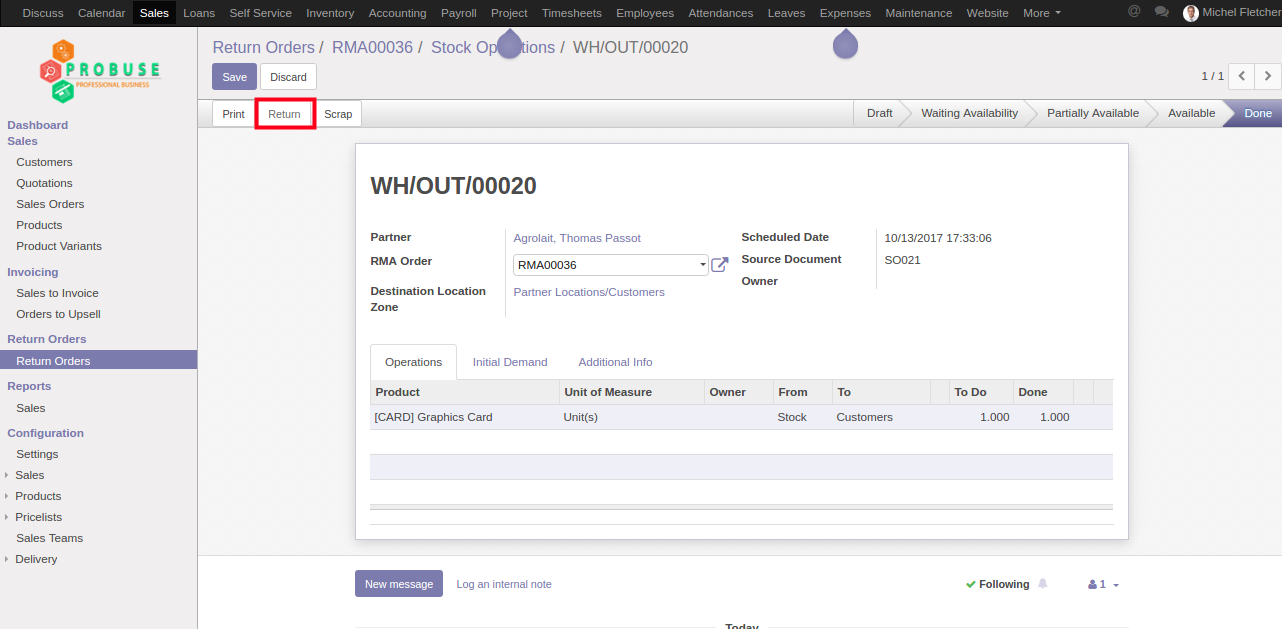 Discuss Calendar Sales Loans Self Service Inventory Accounting Payroll Project Timesheets Employees Attendances Leaves Expenses Maintenance Website More @ Michel Fletcher
PROBUSE
PROFESSIONAL BUSINESS
Return Orders / RMA00036 / Stock Op tions / WH/OUT/00020
Save Discard
1 / 1
Print Return Scrap
Draft Waiting Availability Partially Available Available Done
Dashboard
Sales
Customers
Quotations
Sales Orders
Products
Product Variants
Invoicing
Sales to Invoice
Orders to Upsell
Return Orders
Return Orders
Reports
Sales
Configuration
Settings
Sales
Products
Pricelists
Sales Teams
Delivery
WH/OUT/00020
Partner Agrolait, Thomas Passot
RMA Order RMA00036
Destination Location Zone Partner Locations/Customers
Scheduled Date 10/13/2017 17:33:06
Source Document SO021
Owner
Operations Initial Demand Additional Info
Product Unit of Measure Owner From To To Do Done
[CARD] Graphics Card Unit(s) Stock Customers 1.000 1.000
New message Log an internal note
Following 1
Today